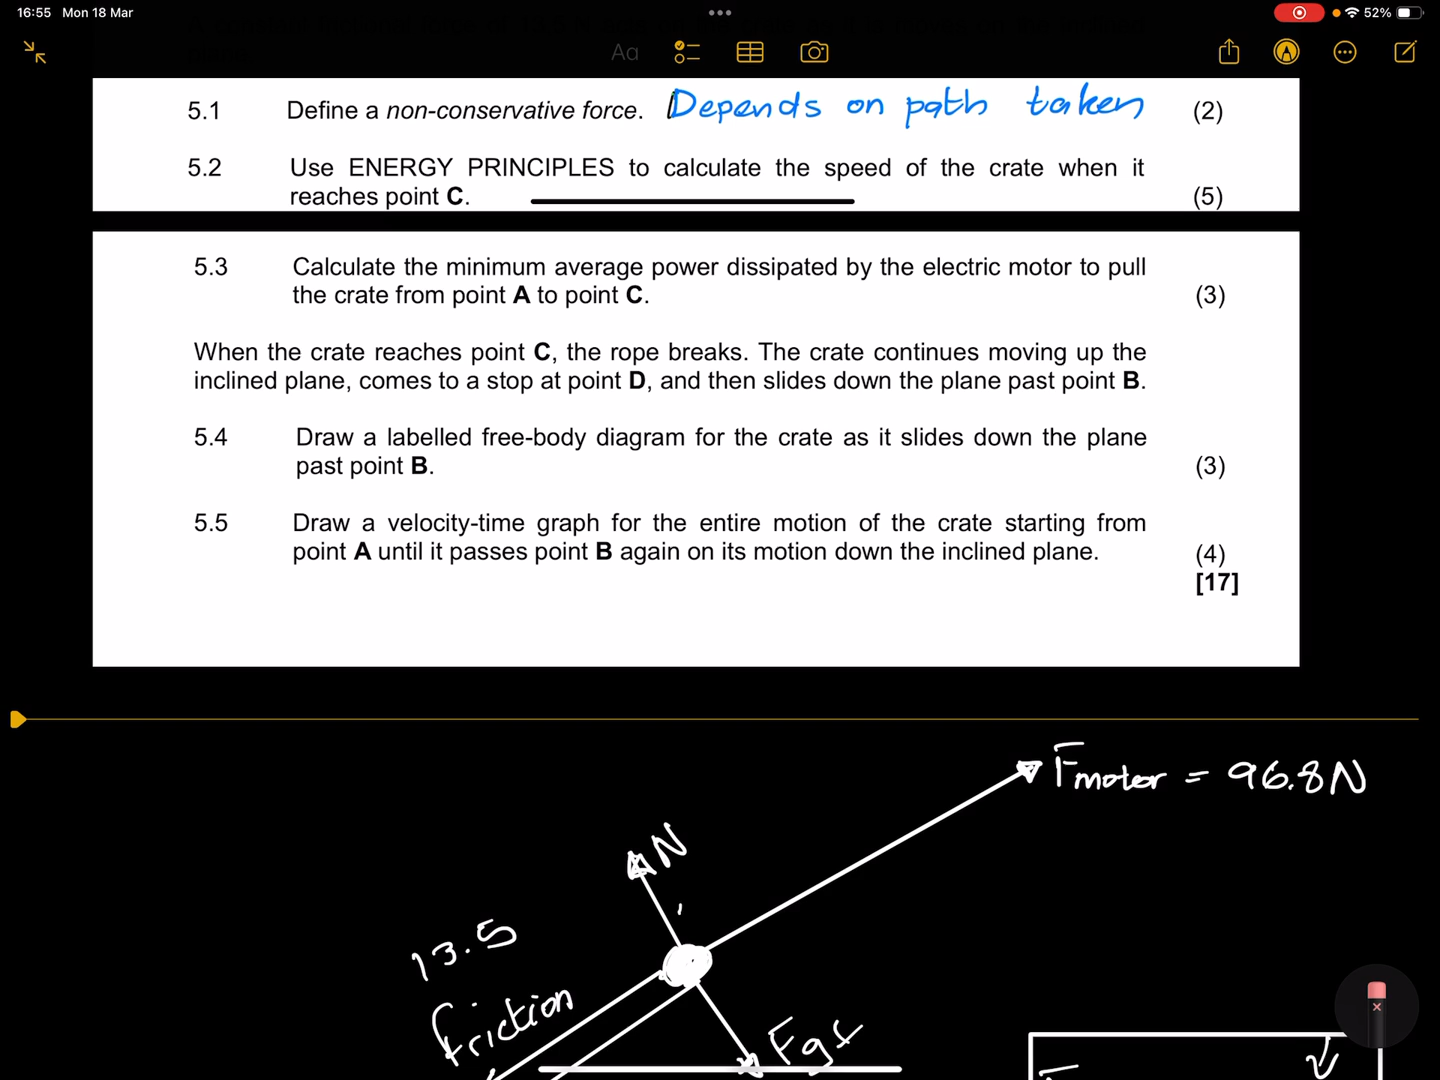 16:55 Mon 18 Mar
52%
Aa
5.1 Define a non-conservative force. Depends on path taken (2)
5.2 Use ENERGY PRINCIPLES to calculate the speed of the crate when it
reaches point C. (5)
5.3 Calculate the minimum average power dissipated by the electric motor to pull
the crate from point A to point C. (3)
When the crate reaches point C, the rope breaks. The crate continues moving up the
inclined plane, comes to a stop at point D, and then slides down the plane past point B.
5.4 Draw a labelled free-body diagram for the crate as it slides down the plane
past point B. (3)
5.5 Draw a velocity-time graph for the entire motion of the crate starting from
point A until it passes point B again on its motion down the inclined plane. (4)
[17]
Fmotor = 96.8N
N
13.5
friction